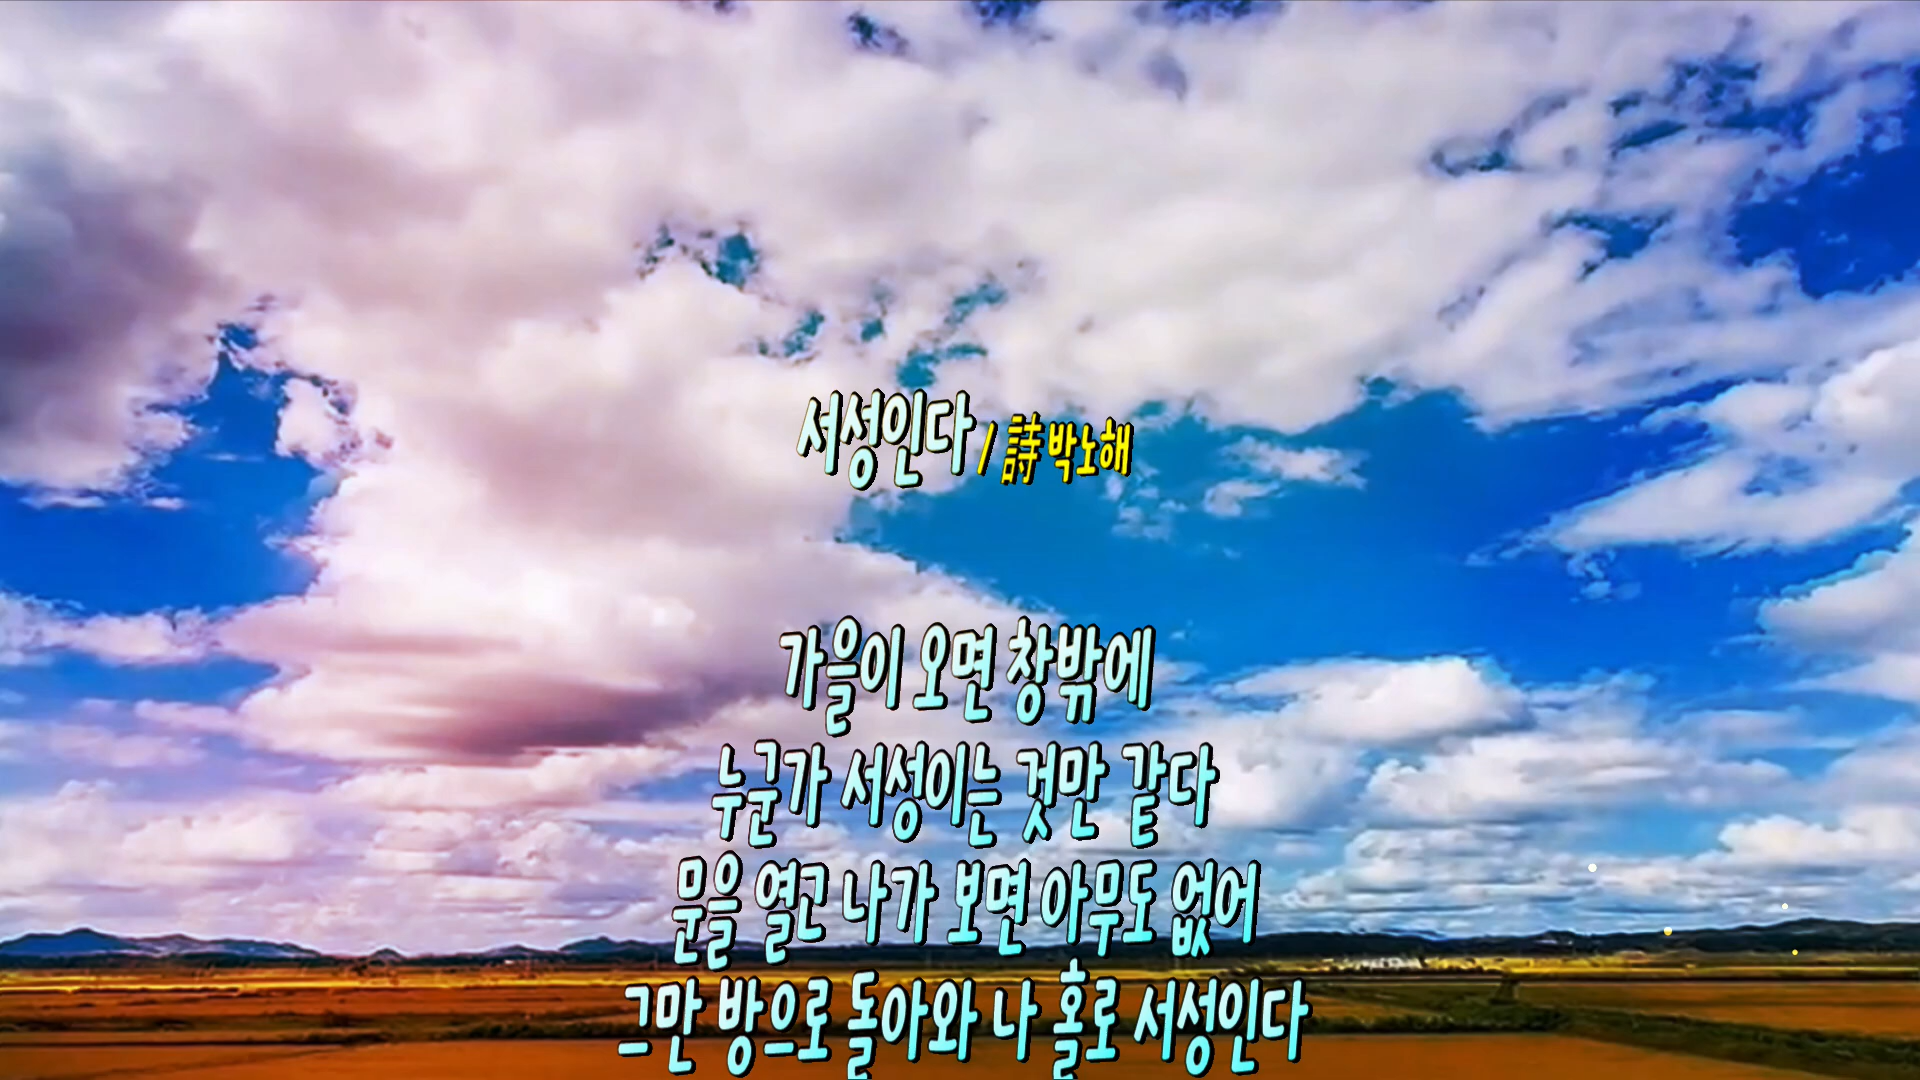 서성인다 / 詩 박노해
가을이 오면 창밖에
누군가 서성이는 것만 같다
문을 열고 나가 보면 아무도 없어
그만 방으로 돌아와 나 홀로 서성인다